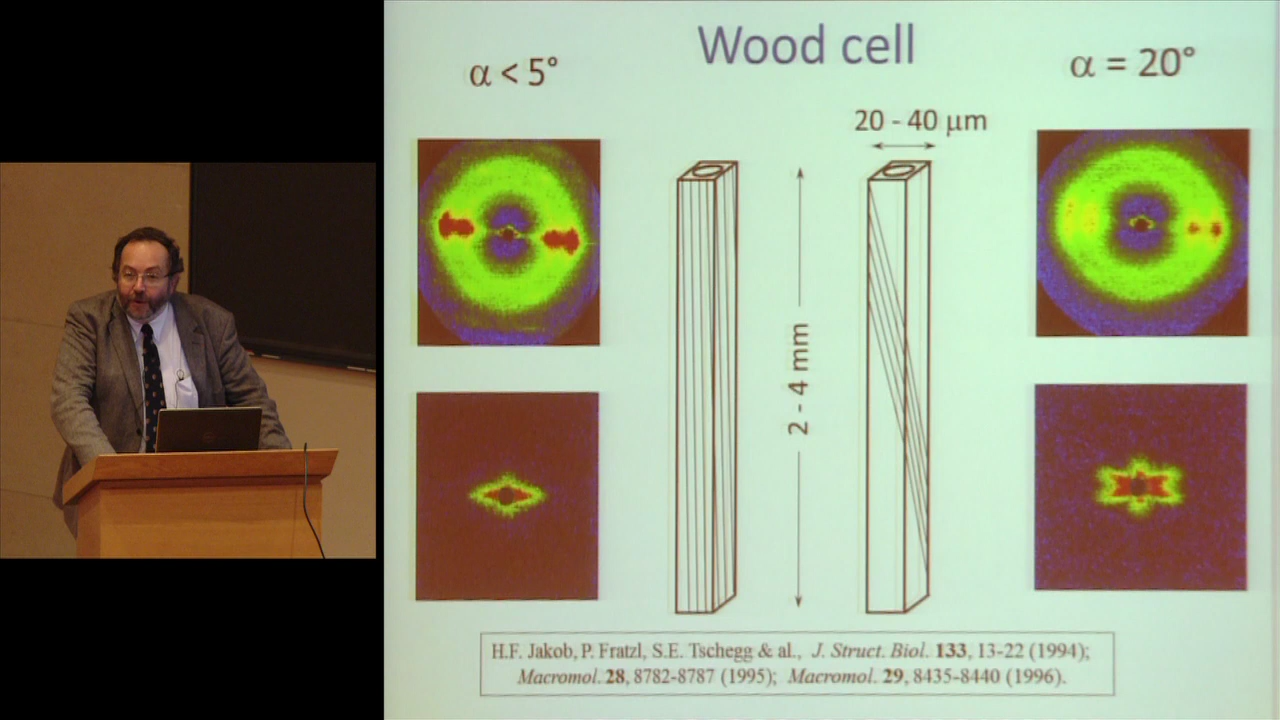 Wood cell
α < 5°
α = 20°
20 - 40 μm
2 - 4 mm
H.F. Jakob, P. Fratzl, S.E. Tschegg & al., J. Struct. Biol. 133, 13-22 (1994);
Macromol. 28, 8782-8787 (1995); Macromol. 29, 8435-8440 (1996).